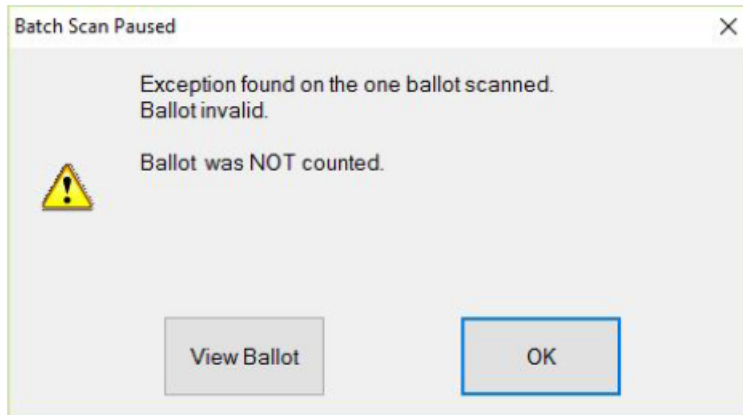 Batch Scan Paused
Exception found on the one ballot scanned.
Ballot invalid.
Ballot was NOT counted.
View Ballot
OK